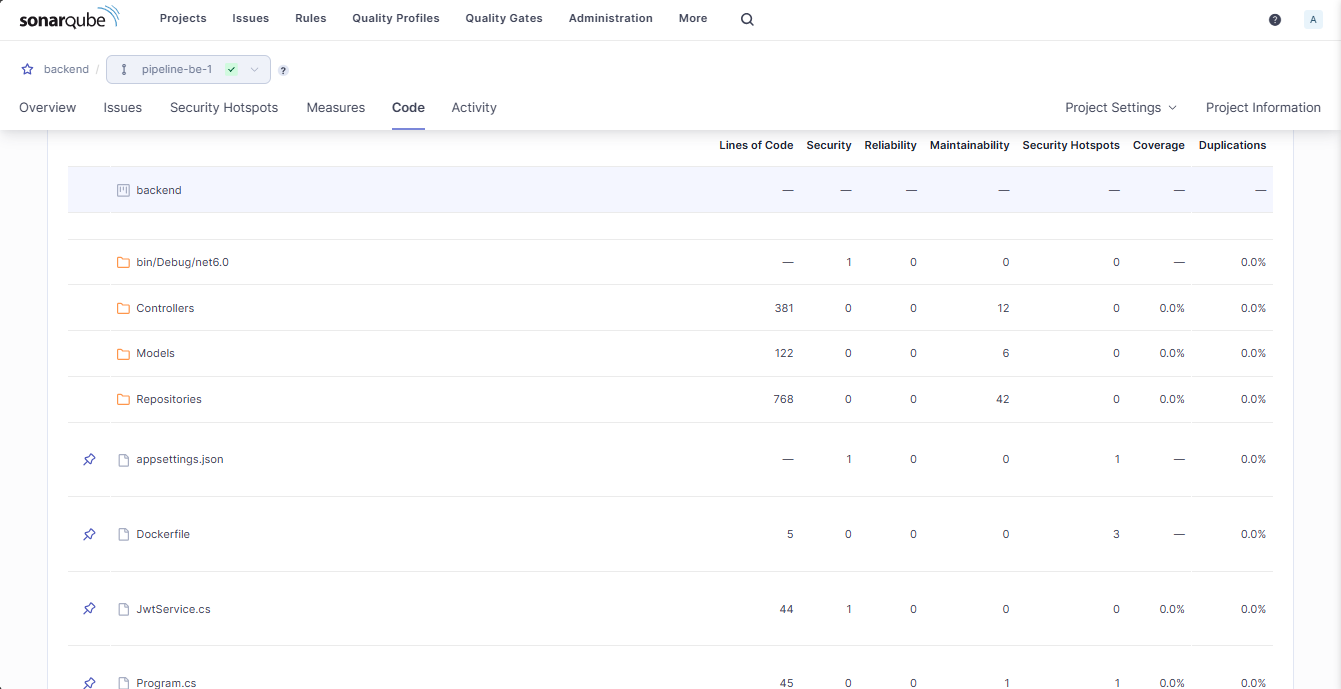 sonarqube Projects Issues Rules Quality Profiles Quality Gates Administration More ? A
backend / pipeline-be-1 ?
Overview Issues Security Hotspots Measures Code Activity Project Settings Project Information
Lines of Code Security Reliability Maintainability Security Hotspots Coverage Duplications
backend — — — — — — —
bin/Debug/net6.0 — 1 0 0 0 — 0.0%
Controllers 381 0 0 12 0 0.0% 0.0%
Models 122 0 0 6 0 0.0% 0.0%
Repositories 768 0 0 42 0 0.0% 0.0%
appsettings.json — 1 0 0 1 — 0.0%
Dockerfile 5 0 0 0 3 — 0.0%
JwtService.cs 44 1 0 0 0 0.0% 0.0%
Program.cs 45 0 0 1 1 0.0% 0.0%